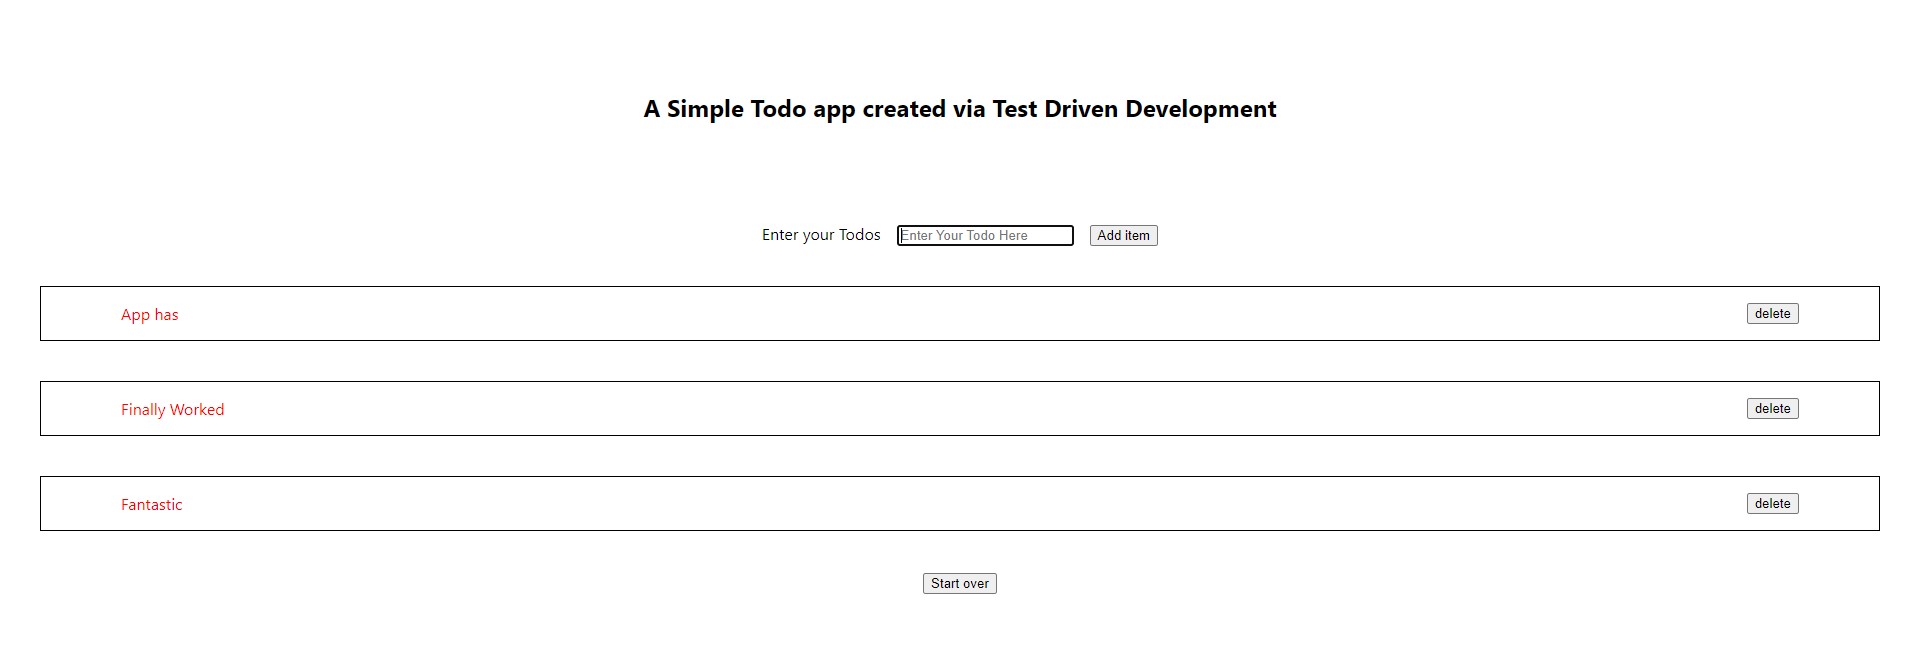 A Simple Todo app created via Test Driven Development
Enter your Todos Enter Your Todo Here Add item
App has delete
Finally Worked delete
Fantastic delete
Start over